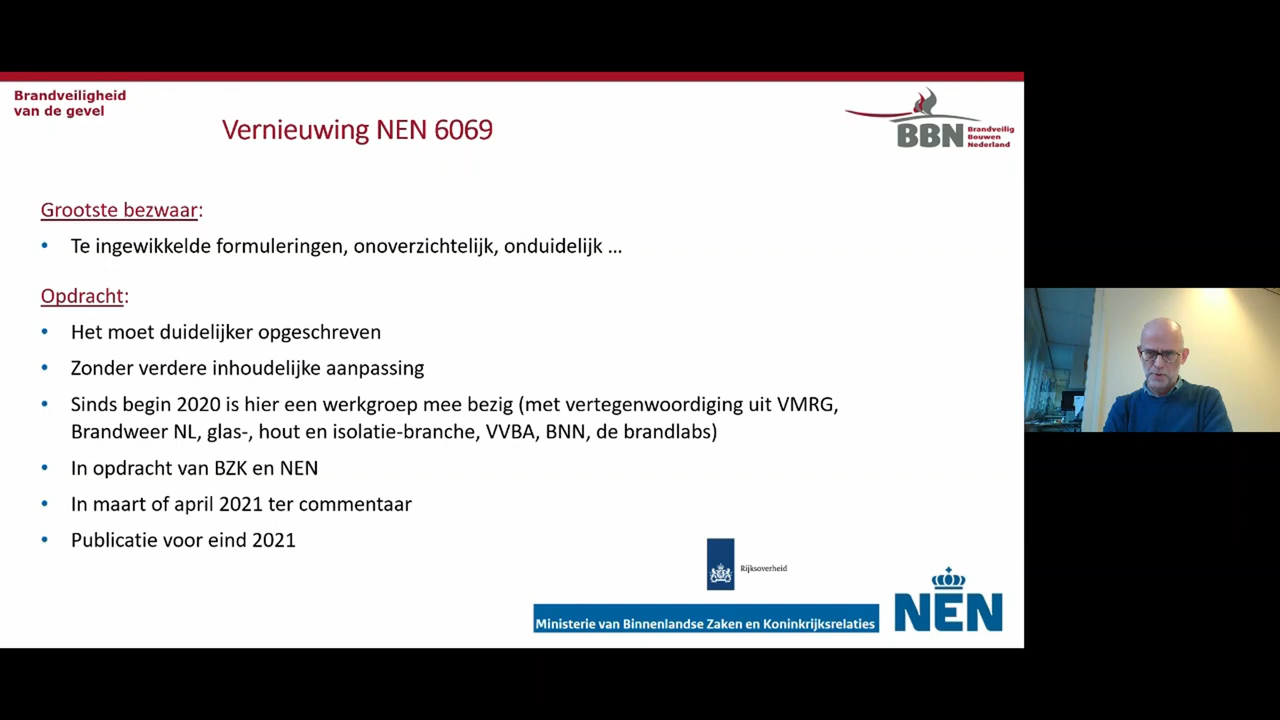 Brandveiligheid
van de gevel
Vernieuwing NEN 6069
BBN Brandveilig
Bouwen
Nederland
Grootste bezwaar:
• Te ingewikkelde formuleringen, onoverzichtelijk, onduidelijk ...
Opdracht:
• Het moet duidelijker opgeschreven
• Zonder verdere inhoudelijke aanpassing
• Sinds begin 2020 is hier een werkgroep mee bezig (met vertegenwoordiging uit VMRG,
Brandweer NL, glas-, hout en isolatie-branche, VVBA, BNN, de brandlabs)
• In opdracht van BZK en NEN
• In maart of april 2021 ter commentaar
• Publicatie voor eind 2021
Rijksoverheid
Ministerie van Binnenlandse Zaken en Koninkrijksrelaties
NEN